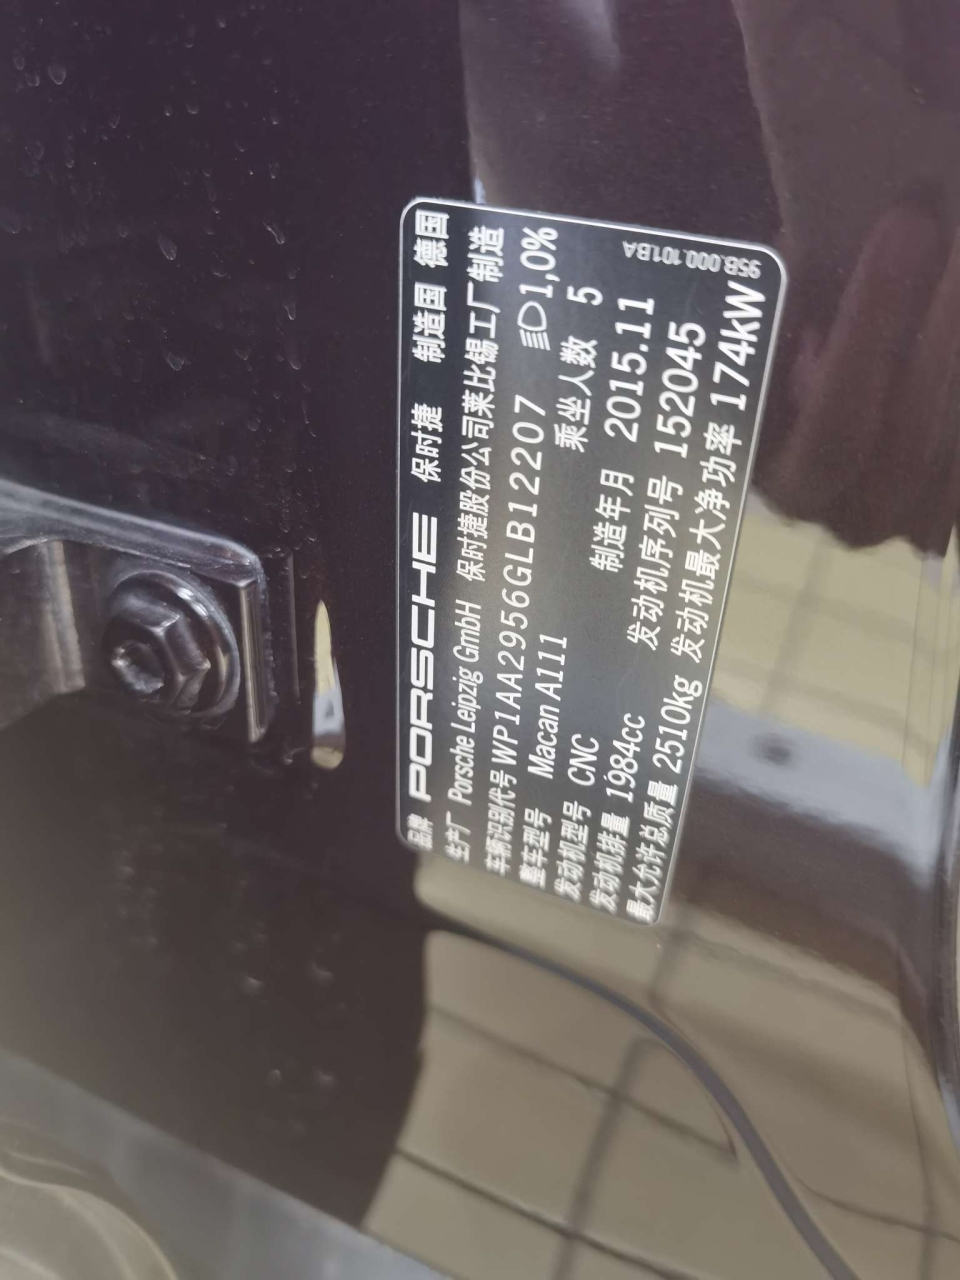 品牌 PORSCHE 保时捷 制造国 德国
生产厂 Porsche Leipzig GmbH 保时捷股份公司莱比锡工厂制造
车辆识别代号 WP1AA2956GLB12207 1,0%
整车型号 Macan A111 乘坐人数 5
发动机型号 CNC 制造年月 2015.11
发动机排量 1984cc 发动机序列号 152045
最大允许总质量 2510kg 发动机最大净功率 174kW
95B.000.101.BA